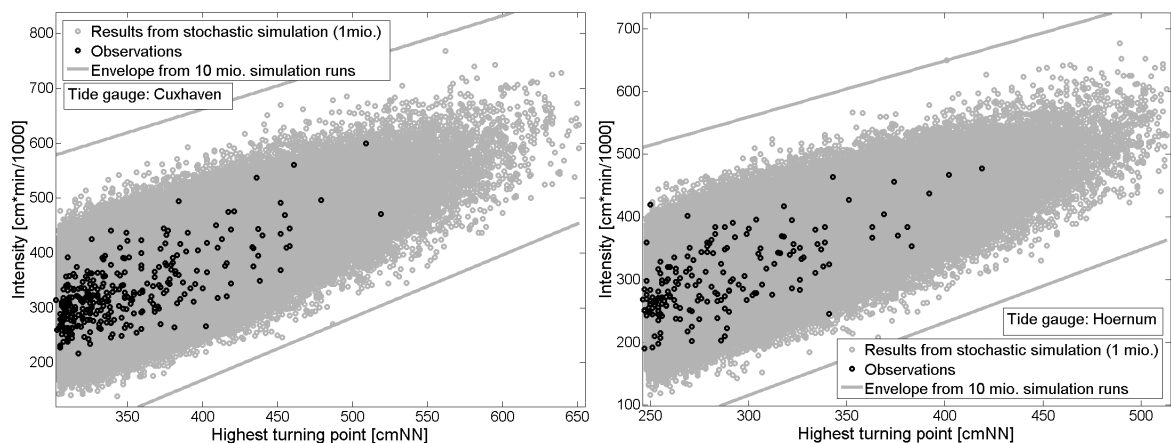 Results from stochastic simulation (1mio.)
Observations
Envelope from 10 mio. simulation runs
Tide gauge: Cuxhaven
Intensity [cm*min/1000]
800
700
600
500
400
300
200
350 400 450 500 550 600 650
Highest turning point [cmNN]
Intensity [cm*min/1000]
700
600
500
400
300
200
100
Tide gauge: Hoernum
Results from stochastic simulation (1 mio.)
Observations
Envelope from 10 mio. simulation runs
250 300 350 400 450 500
Highest turning point [cmNN]